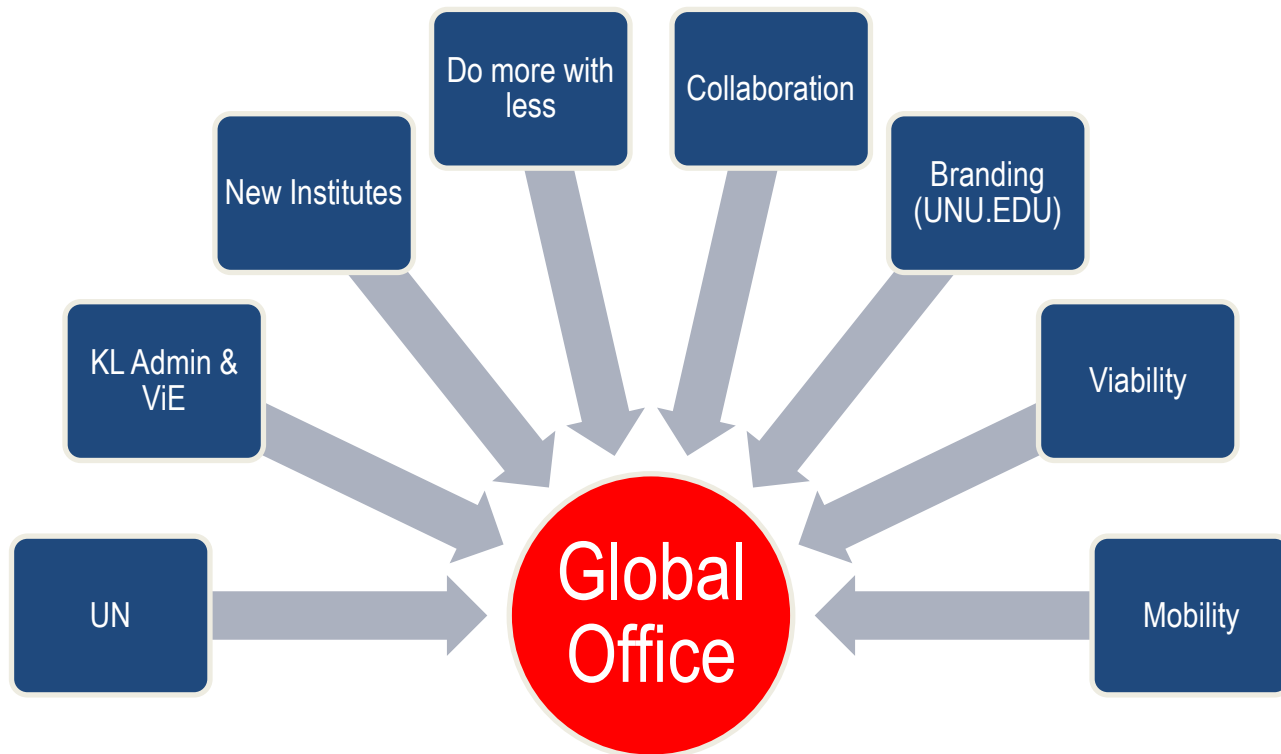 UN
KL Admin &
ViE
New Institutes
Do more with
less
Collaboration
Branding
(UNU.EDU)
Viability
Mobility
Global
Office